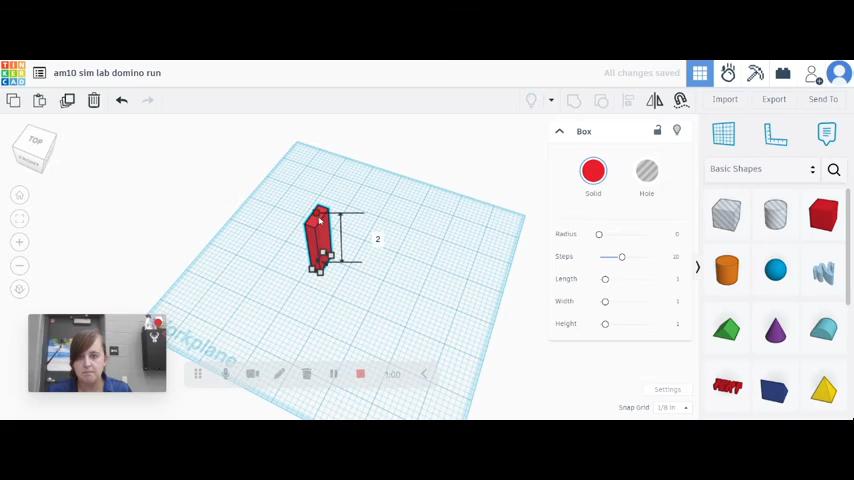 TIN
KER
CAD
am10 sim lab domino run
All changes saved
Import
Export
Send To
TOP
Box
Solid
Hole
Radius
0
Steps
10
Length
1
Width
1
Height
1
Basic Shapes
2
Workplane
1:00
Settings
Snap Grid
1/8 in
TEXT